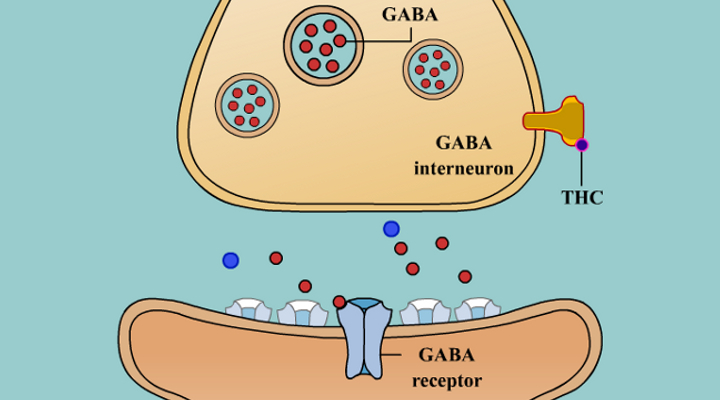 GABA
GABA
interneuron
THC
GABA
receptor